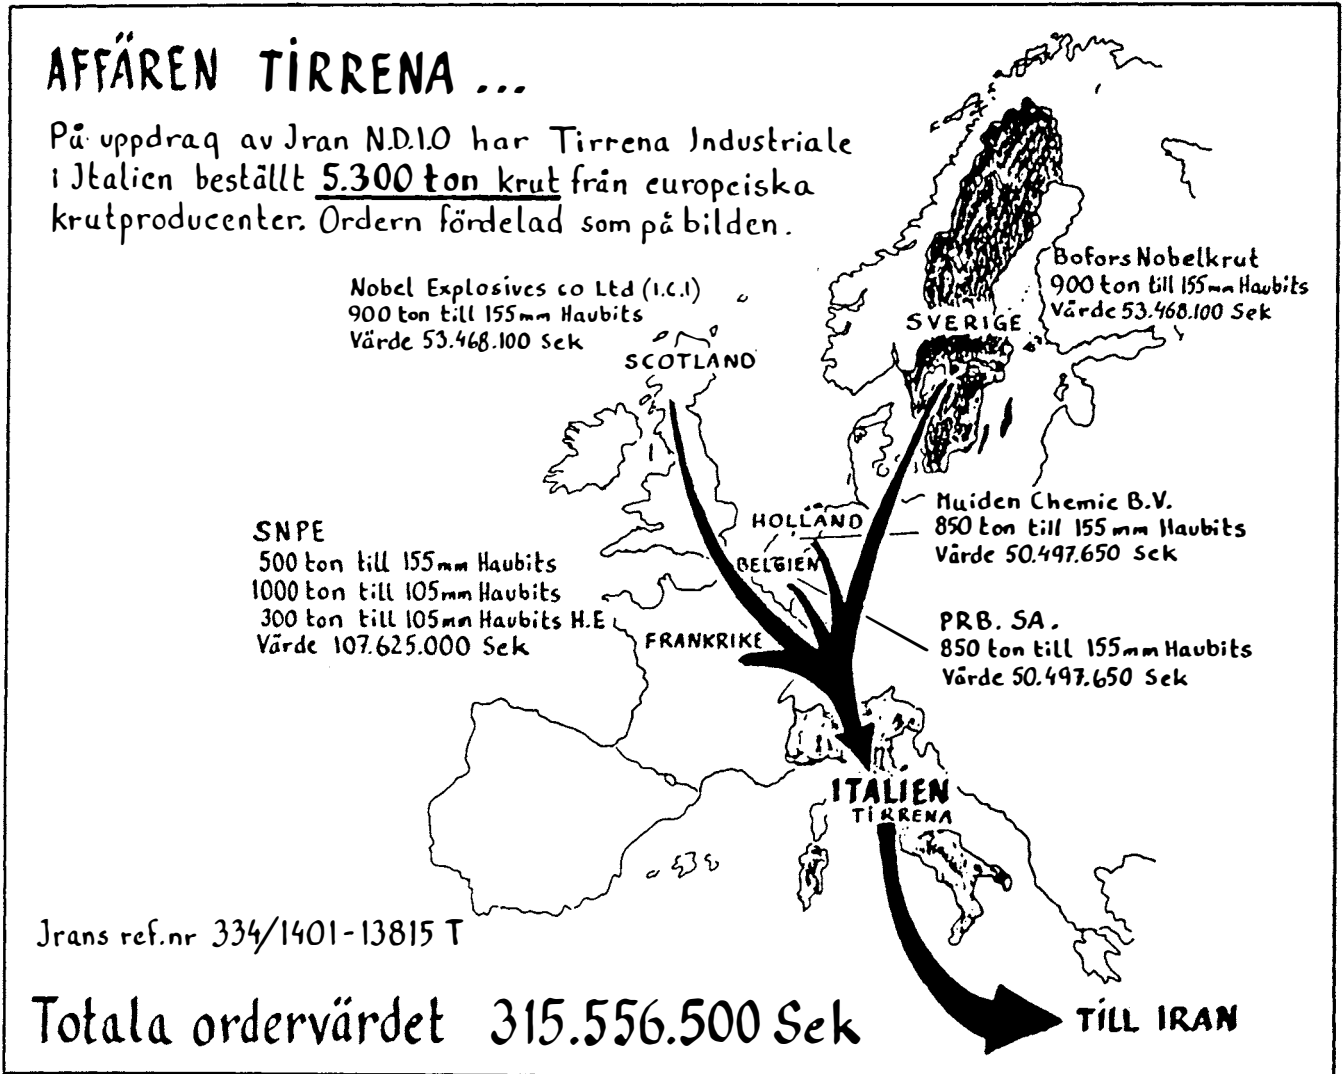 AFFÄREN TIRRENA ...
På uppdrag av Iran N.D.I.O har Tirrena Industriale
i Italien beställt 5.300 ton krut från europeiska
krutproducenter. Ordern fördelad som på bilden.
Nobel Explosives co Ltd (I.C.I)
900 ton till 155mm Haubits
Värde 53.468.100 Sek
SCOTLAND
Bofors Nobelkrut
900 ton till 155mm Haubits
Värde 53.468.100 Sek
SVERIGE
SNPE
500 ton till 155mm Haubits
1000 ton till 105mm Haubits
300 ton till 105mm Haubits H.E
Värde 107.625.000 Sek
HOLLAND
BELGIEN
FRANKRIKE
Muiden Chemie B.V.
850 ton till 155mm Haubits
Värde 50.497.650 Sek
PRB. SA.
850 ton till 155mm Haubits
Värde 50.497.650 Sek
ITALIEN
TIRRENA
Irans ref.nr 334/1401-13815 T
Totala ordervärdet 315.556.500 Sek
TILL IRAN